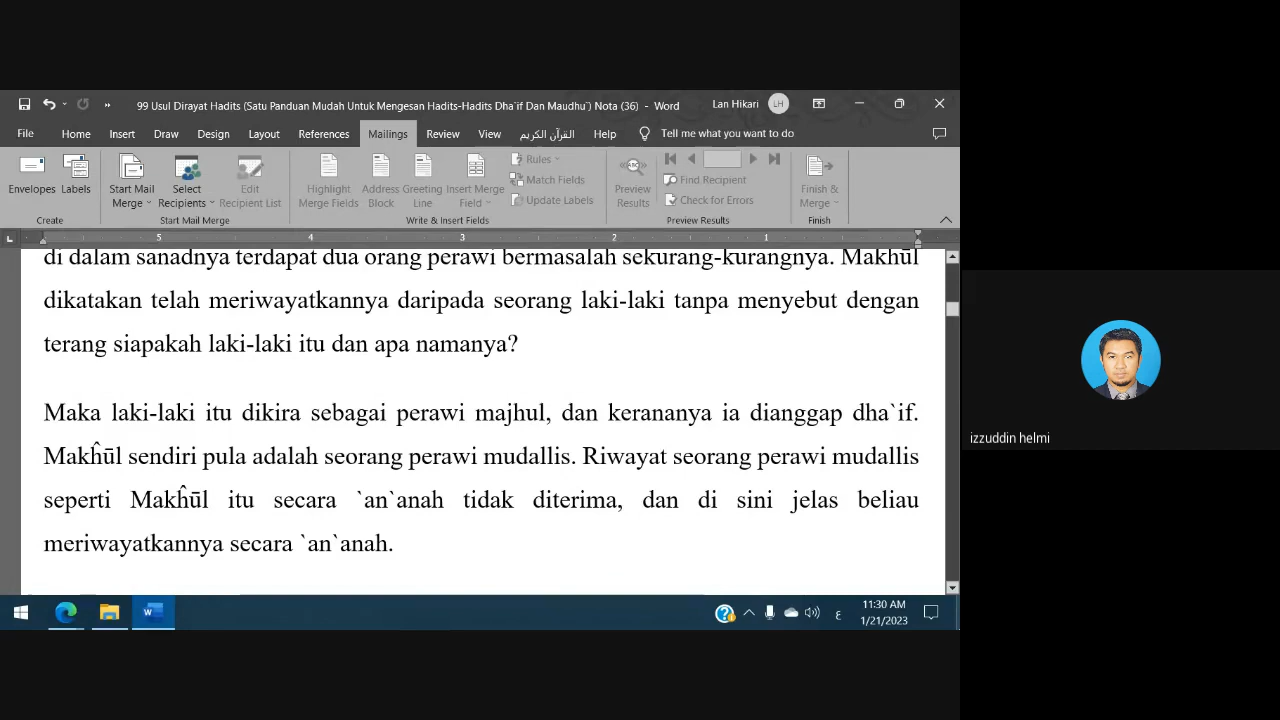 99 Usul Dirayat Hadits (Satu Panduan Mudah Untuk Mengesan Hadits-Hadits Dha`if Dan Maudhu`) Nota (36) - Word
Lan Hikari
LH
File Home Insert Draw Design Layout References Mailings Review View القرآن الكريم Help Tell me what you want to do
Envelopes
Labels
Create
Start Mail
Merge
Select
Recipients
Edit
Recipient List
Start Mail Merge
Highlight
Merge Fields
Address
Block
Greeting
Line
Insert Merge
Field
Rules
Match Fields
Update Labels
Write & Insert Fields
ABC
Preview
Results
Find Recipient
Check for Errors
Preview Results
Finish &
Merge
Finish
5 4 3 2 1
di dalam sanadnya terdapat dua orang perawi bermasalah sekurang-kurangnya. Makĥūl
dikatakan telah meriwayatkannya daripada seorang laki-laki tanpa menyebut dengan
terang siapakah laki-laki itu dan apa namanya?
Maka laki-laki itu dikira sebagai perawi majhul, dan kerananya ia dianggap dha`if.
Makĥūl sendiri pula adalah seorang perawi mudallis. Riwayat seorang perawi mudallis
seperti Makĥūl itu secara `an`anah tidak diterima, dan di sini jelas beliau
meriwayatkannya secara `an`anah.
izzuddin helmi
ع
11:30 AM
1/21/2023